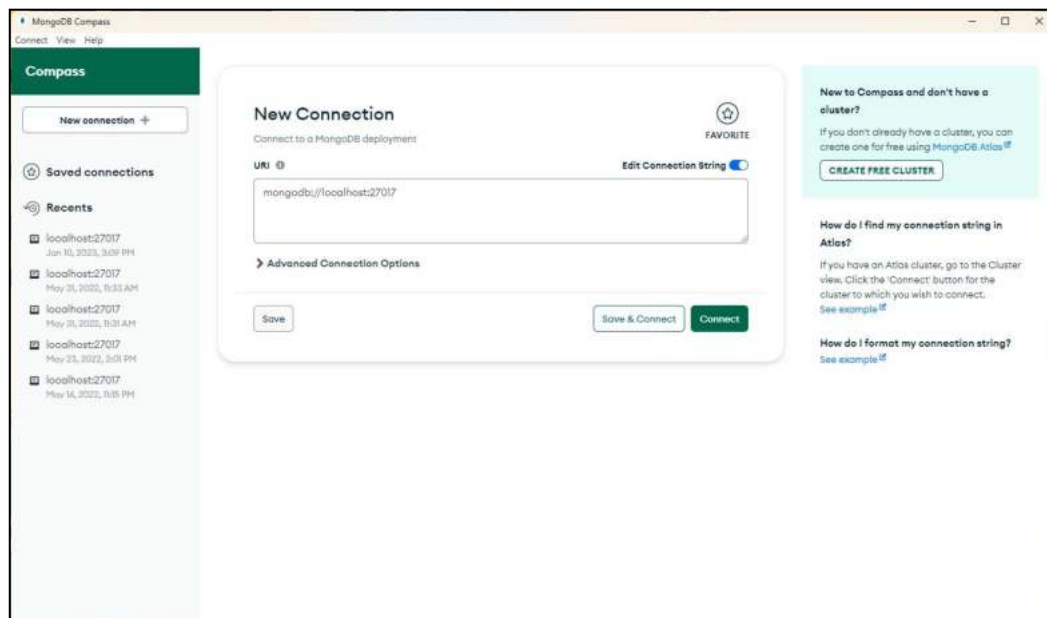 MongoDB Compass
Connect View Help
Compass
New connection +
Saved connections
Recents
localhost:27017
Jan 10, 2023, 3:09 PM
localhost:27017
May 31, 2022, 11:33 AM
localhost:27017
May 31, 2022, 11:31 AM
localhost:27017
May 23, 2022, 2:01 PM
localhost:27017
May 16, 2022, 11:15 PM
New Connection
Connect to a MongoDB deployment
FAVORITE
URI
Edit Connection String
mongodb://localhost:27017
Advanced Connection Options
Save
Save & Connect
Connect
New to Compass and don't have a
cluster?
If you don't already have a cluster, you can
create one for free using MongoDB Atlas
CREATE FREE CLUSTER
How do I find my connection string in
Atlas?
If you have an Atlas cluster, go to the Cluster
view. Click the 'Connect' button for the
cluster to which you wish to connect.
See example
How do I format my connection string?
See example